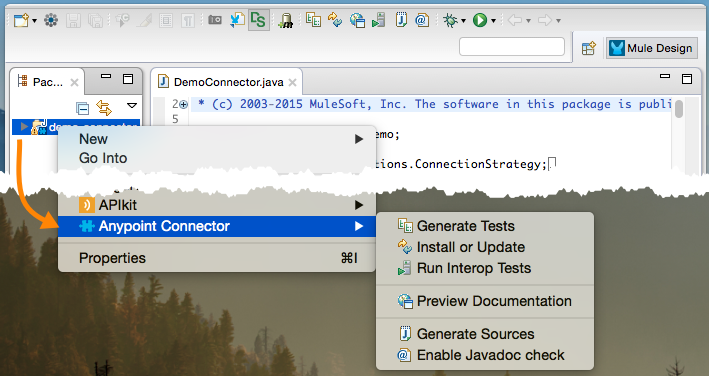 Mule Design
Pac...
DemoConnector.java
2 * (c) 2003-2015 MuleSoft, Inc. The software in this package is publi
5
demo-connector
emo;
New
Go Into
tions.ConnectionStrategy;
APIkit
Anypoint Connector
Properties ⌘I
Generate Tests
Install or Update
Run Interop Tests
Preview Documentation
Generate Sources
Enable Javadoc check